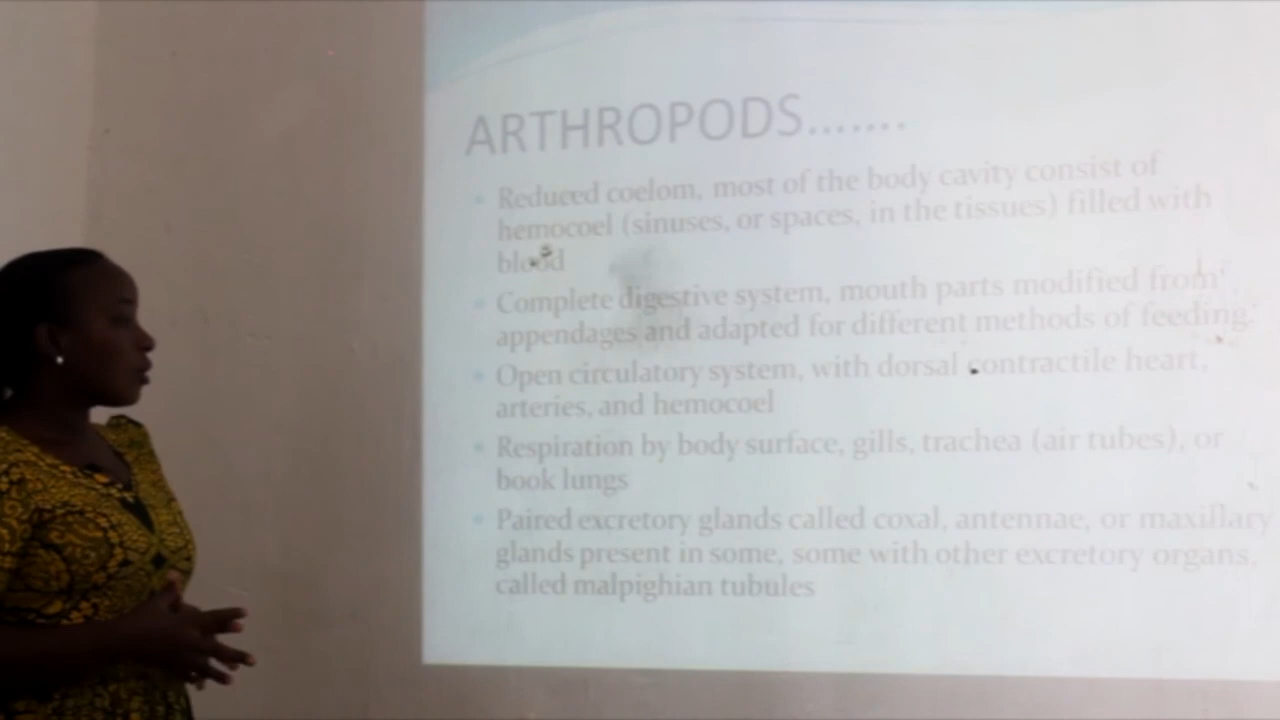 ARTHROPODS.......
• Reduced coelom, most of the body cavity consist of
hemocoel (sinuses, or spaces, in the tissues) filled with
blood
• Complete digestive system, mouth parts modified from
appendages and adapted for different methods of feeding.
• Open circulatory system, with dorsal contractile heart,
arteries, and hemocoel
• Respiration by body surface, gills, trachea (air tubes), or
book lungs
• Paired excretory glands called coxal, antennae, or maxillary
glands present in some, some with other excretory organs,
called malpighian tubules